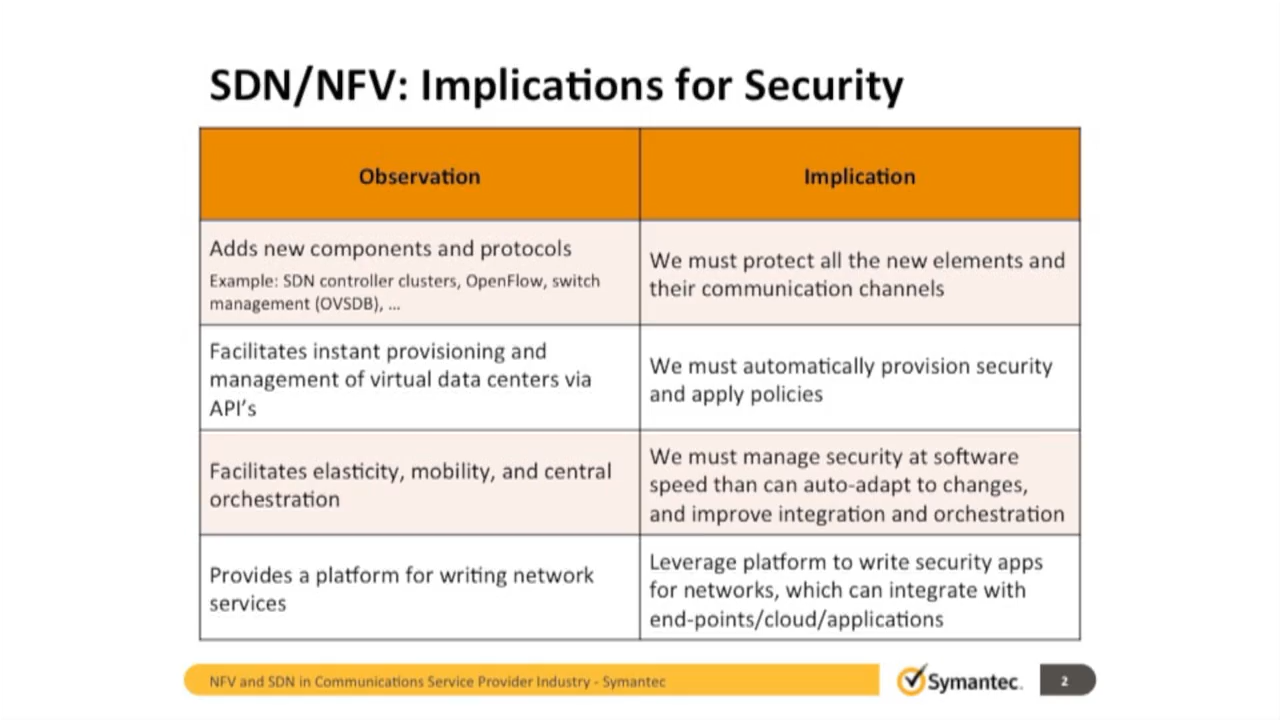 SDN/NFV: Implications for Security
Observation
Implication
Adds new components and protocols
Example: SDN controller clusters, OpenFlow, switch
management (OVSDB), ...
We must protect all the new elements and
their communication channels
Facilitates instant provisioning and
management of virtual data centers via
API's
We must automatically provision security
and apply policies
Facilitates elasticity, mobility, and central
orchestration
We must manage security at software
speed than can auto-adapt to changes,
and improve integration and orchestration
Provides a platform for writing network
services
Leverage platform to write security apps
for networks, which can integrate with
end-points/cloud/applications
NFV and SDN in Communications Service Provider Industry - Symantec
Symantec.
2